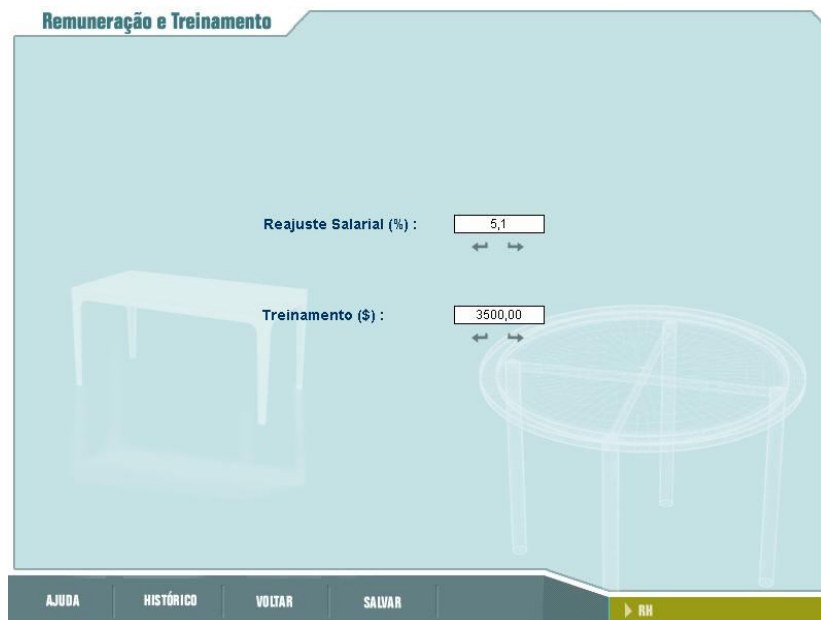 Remuneração e Treinamento
Reajuste Salarial (%) : 5,1
Treinamento ($) : 3500,00
AJUDA HISTÓRICO VOLTAR SALVAR
RH